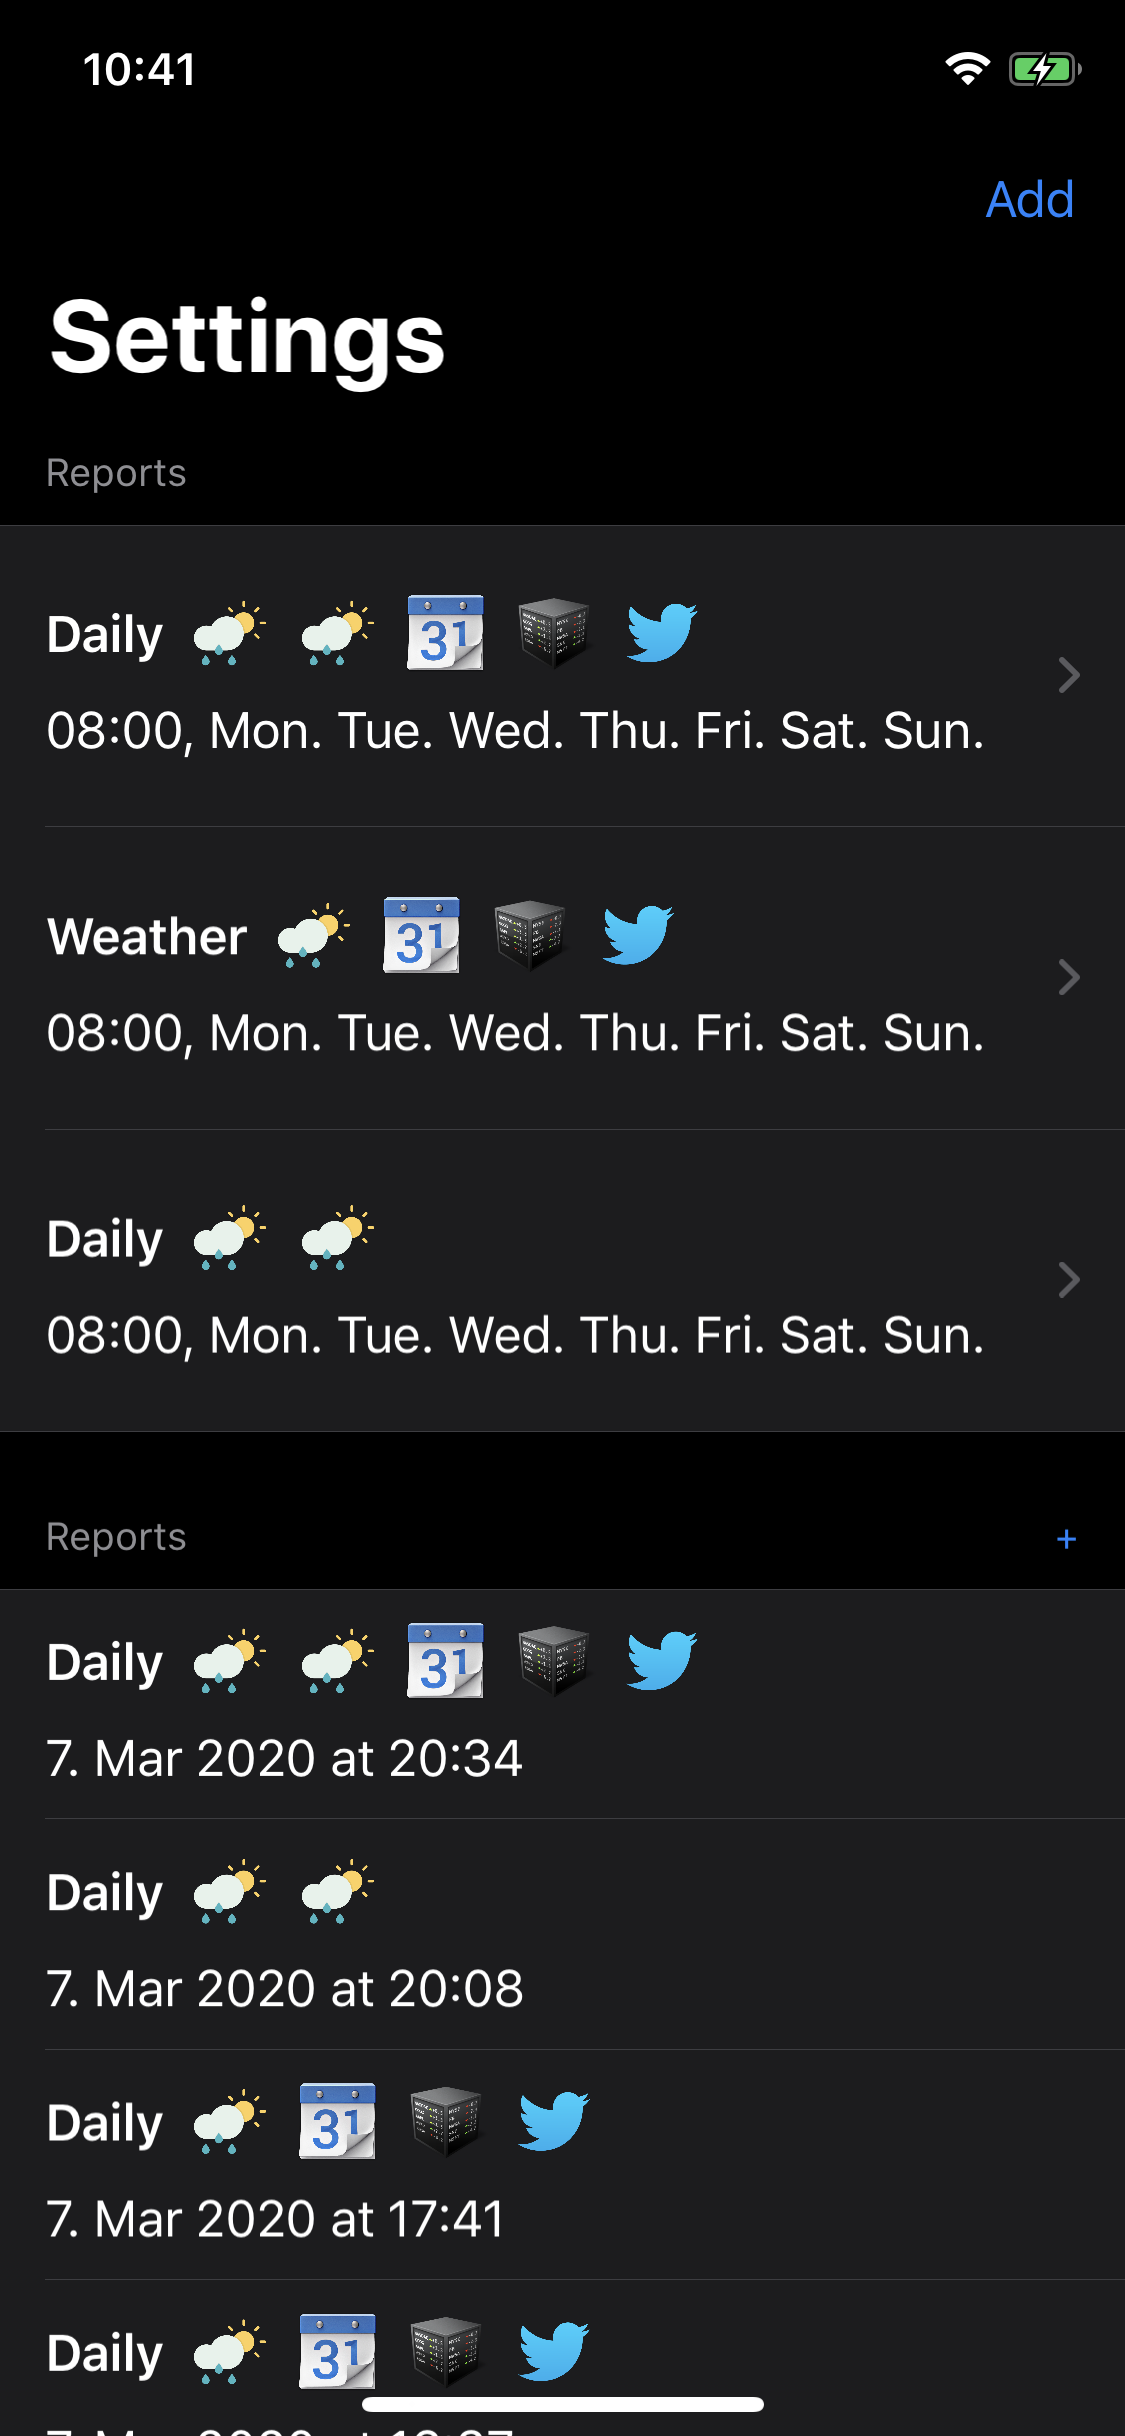 10:41
Add
Settings
Reports
Daily 31
08:00, Mon. Tue. Wed. Thu. Fri. Sat. Sun.
Weather 31
08:00, Mon. Tue. Wed. Thu. Fri. Sat. Sun.
Daily
08:00, Mon. Tue. Wed. Thu. Fri. Sat. Sun.
Reports +
Daily 31
7. Mar 2020 at 20:34
Daily
7. Mar 2020 at 20:08
Daily 31
7. Mar 2020 at 17:41
Daily 31